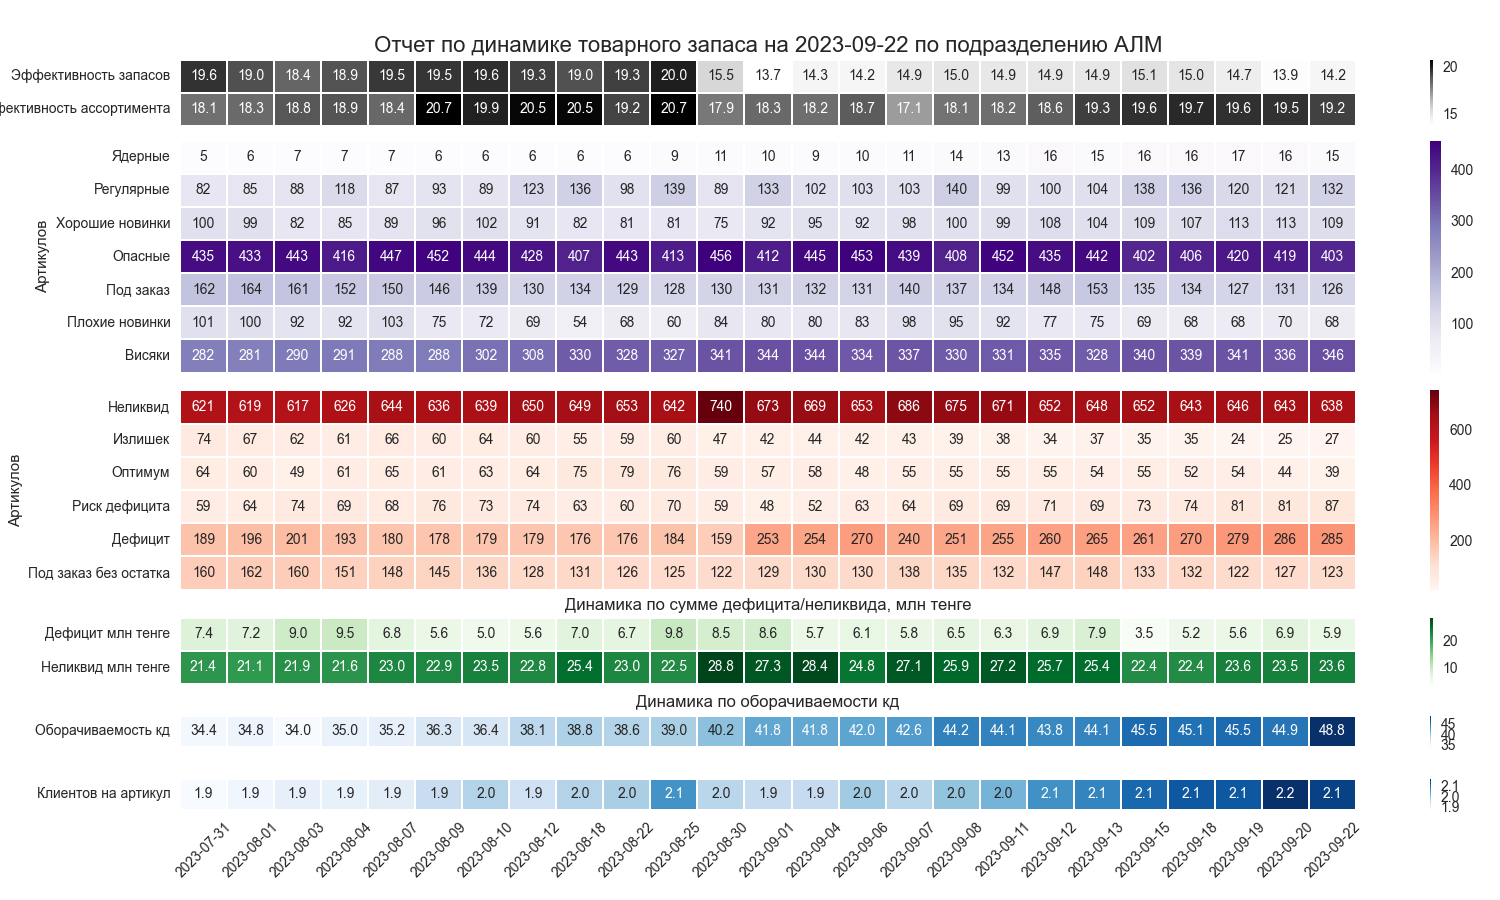 Отчет по динамике товарного запаса на 2023-09-22 по подразделению АЛМ
Эффективность запасов 19.6 19.0 18.4 18.9 19.5 19.5 19.6 19.3 19.0 19.3 20.0 15.5 13.7 14.3 14.2 14.9 15.0 14.9 14.9 14.9 15.1 15.0 14.7 13.9 14.2
фективность ассортимента 18.1 18.3 18.8 18.9 18.4 20.7 19.9 20.5 20.5 19.2 20.7 17.9 18.3 18.2 18.7 17.1 18.1 18.2 18.6 19.3 19.6 19.7 19.6 19.5 19.2
20
15
Артикулов
Ядерные 5 6 7 7 7 6 6 6 6 6 9 11 10 9 10 11 14 13 16 15 16 16 17 16 15
Регулярные 82 85 88 118 87 93 89 123 136 98 139 89 133 102 103 103 140 99 100 104 138 136 120 121 132
Хорошие новинки 100 99 82 85 89 96 102 91 82 81 81 75 92 95 92 98 100 99 108 104 109 107 113 113 109
Опасные 435 433 443 416 447 452 444 428 407 443 413 456 412 445 453 439 408 452 435 442 402 406 420 419 403
Под заказ 162 164 161 152 150 146 139 130 134 129 128 130 131 132 131 140 137 134 148 153 135 134 127 131 126
Плохие новинки 101 100 92 92 103 75 72 69 54 68 60 84 80 80 83 98 95 92 77 75 69 68 68 70 68
Висяки 282 281 290 291 288 288 302 308 330 328 327 341 344 344 334 337 330 331 335 328 340 339 341 336 346
400
300
200
100
Артикулов
Неликвид 621 619 617 626 644 636 639 650 649 653 642 740 673 669 653 686 675 671 652 648 652 643 646 643 638
Излишек 74 67 62 61 66 60 64 60 55 59 60 47 42 44 42 43 39 38 34 37 35 35 24 25 27
Оптимум 64 60 49 61 65 61 63 64 75 79 76 59 57 58 48 55 55 55 55 54 55 52 54 44 39
Риск дефицита 59 64 74 69 68 76 73 74 63 60 70 59 48 52 63 64 69 69 71 69 73 74 81 81 87
Дефицит 189 196 201 193 180 178 179 179 176 176 184 159 253 254 270 240 251 255 260 265 261 270 279 286 285
Под заказ без остатка 160 162 160 151 148 145 136 128 131 126 125 122 129 130 130 138 135 132 147 148 133 132 122 127 123
600
400
200
Динамика по сумме дефицита/неликвида, млн тенге
Дефицит млн тенге 7.4 7.2 9.0 9.5 6.8 5.6 5.0 5.6 7.0 6.7 9.8 8.5 8.6 5.7 6.1 5.8 6.5 6.3 6.9 7.9 3.5 5.2 5.6 6.9 5.9
Неликвид млн тенге 21.4 21.1 21.9 21.6 23.0 22.9 23.5 22.8 25.4 23.0 22.5 28.8 27.3 28.4 24.8 27.1 25.9 27.2 25.7 25.4 22.4 22.4 23.6 23.5 23.6
20
10
Динамика по оборачиваемости кд
Оборачиваемость кд 34.4 34.8 34.0 35.0 35.2 36.3 36.4 38.1 38.8 38.6 39.0 40.2 41.8 41.8 42.0 42.6 44.2 44.1 43.8 44.1 45.5 45.1 45.5 44.9 48.8
45
40
35
Клиентов на артикул 1.9 1.9 1.9 1.9 1.9 1.9 2.0 1.9 2.0 2.0 2.1 2.0 1.9 1.9 2.0 2.0 2.0 2.0 2.1 2.1 2.1 2.1 2.1 2.2 2.1
2.1
2.0
1.9
2023-07-31 2023-08-01 2023-08-03 2023-08-04 2023-08-07 2023-08-09 2023-08-10 2023-08-12 2023-08-18 2023-08-22 2023-08-25 2023-08-30 2023-09-01 2023-09-04 2023-09-06 2023-09-07 2023-09-08 2023-09-11 2023-09-12 2023-09-13 2023-09-15 2023-09-18 2023-09-19 2023-09-20 2023-09-22